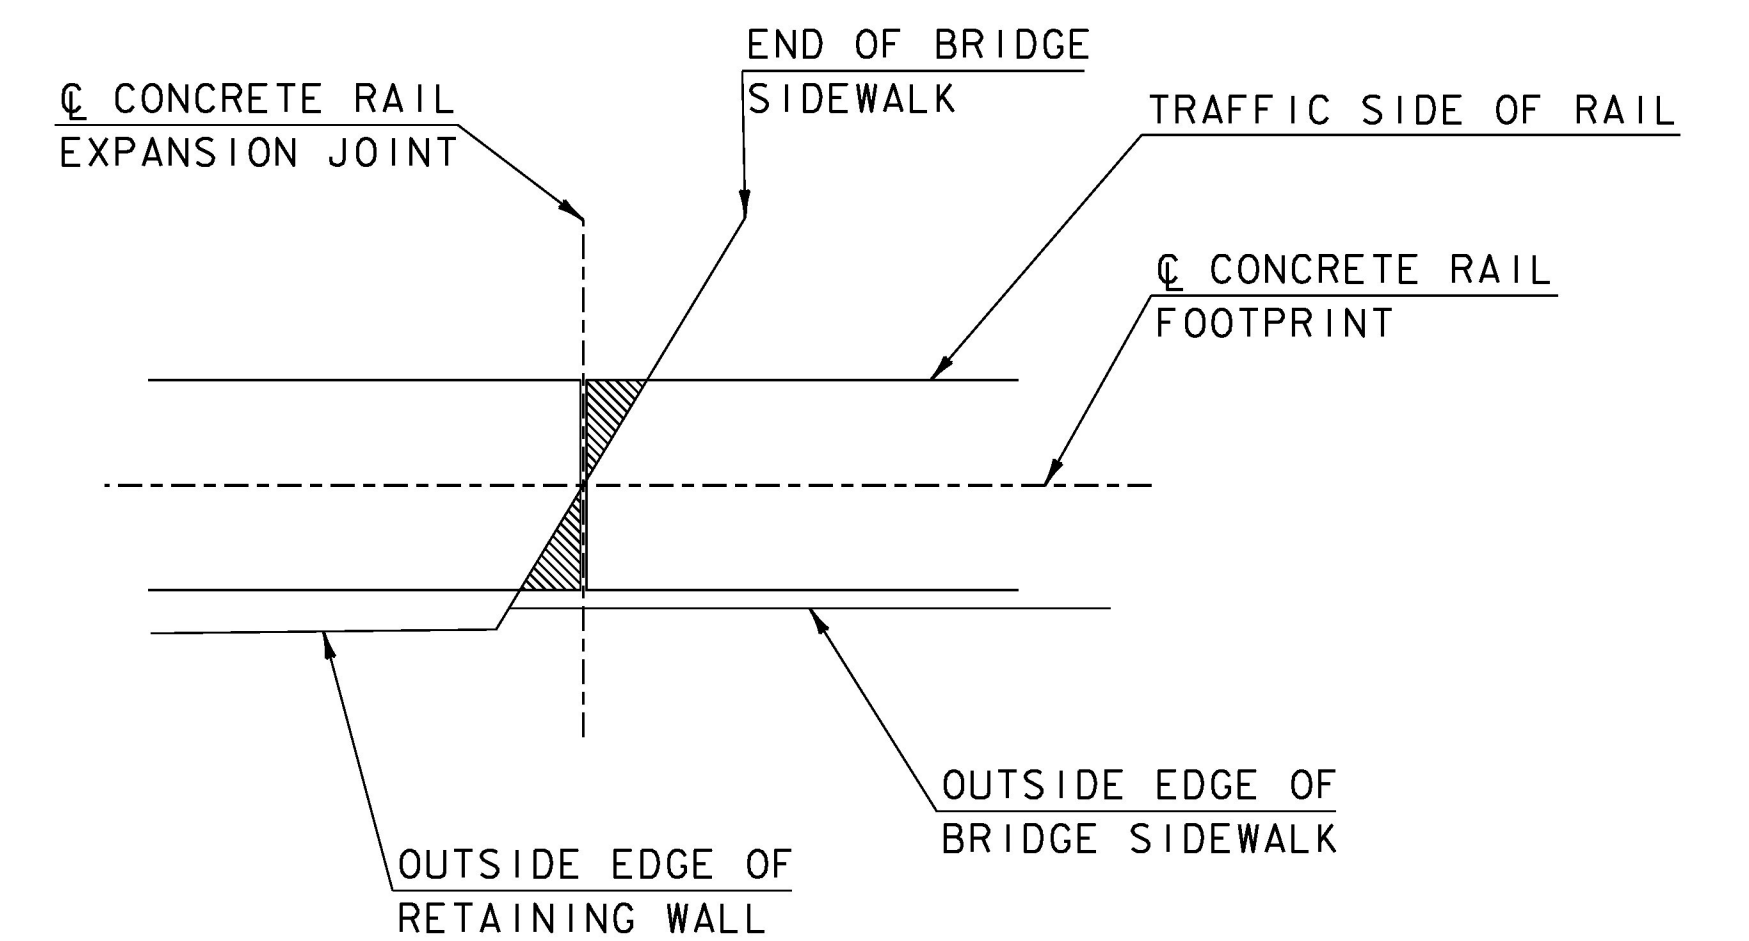 END OF BRIDGE
SIDEWALK
℄ CONCRETE RAIL
EXPANSION JOINT
TRAFFIC SIDE OF RAIL
℄ CONCRETE RAIL
FOOTPRINT
OUTSIDE EDGE OF
BRIDGE SIDEWALK
OUTSIDE EDGE OF
RETAINING WALL